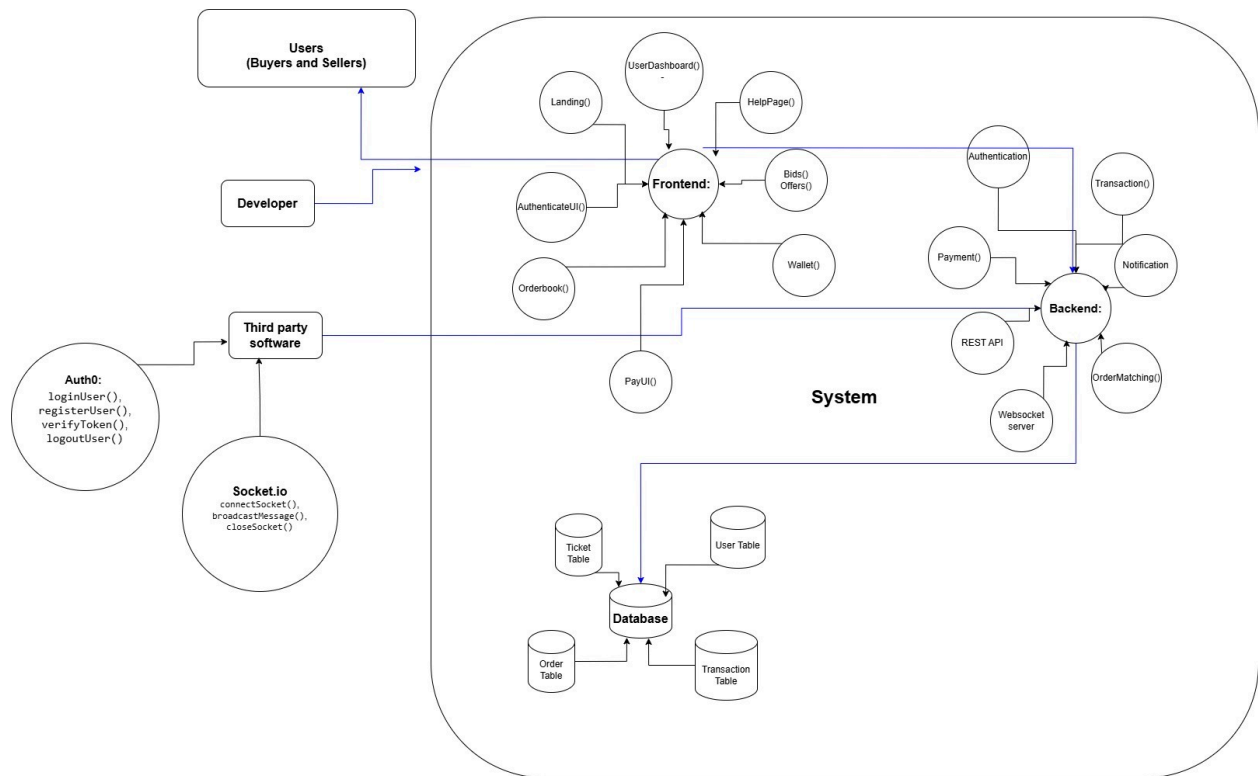 Users
(Buyers and Sellers)
UserDashboard()
-
Landing()
HelpPage()
Authentication
Frontend:
Bids()
Offers()
Transaction()
Developer
AuthenticateUI()
Payment()
Notification
Wallet()
Orderbook()
Backend:
Third party
software
REST API
Auth0:
loginUser(),
registerUser(),
verifyToken(),
logoutUser()
PayUI()
OrderMatching()
System
Websocket
server
Socket.io
connectSocket(),
broadcastMessage(),
closeSocket()
Ticket
Table
User Table
Database
Order
Table
Transaction
Table